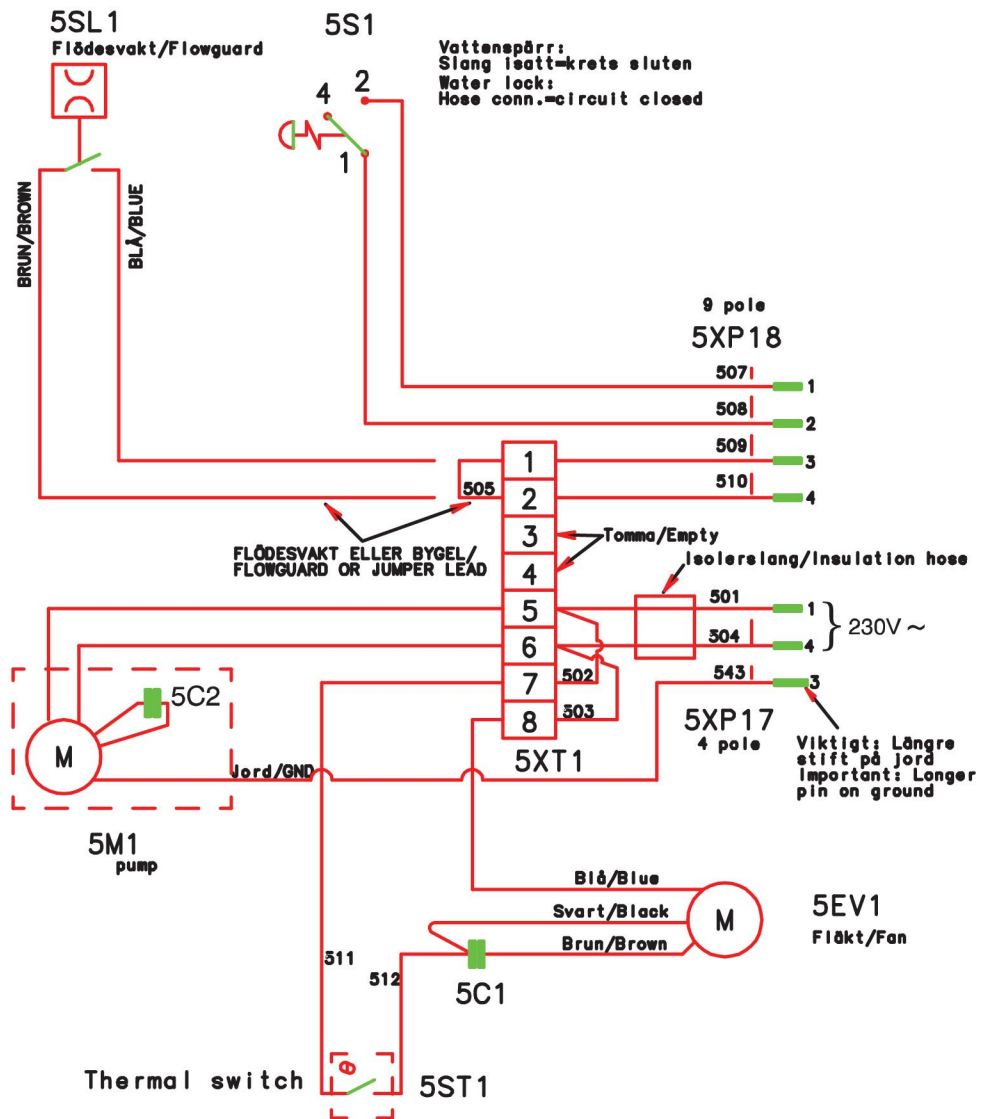 5SL1
Flödesvakt/Flowguard
5S1
Vattenspärr:
Slang isatt=krets sluten
Water lock:
Hose conn.=circuit closed
2
4
1
BRUN/BROWN
BLÅ/BLUE
9 pole
5XP18
507
1
508
2
509
3
510
4
505
1
2
3
4
5
6
7
8
5XT1
FLÖDESVAKT ELLER BYGEL/
FLOWGUARD OR JUMPER LEAD
Tomma/Empty
Isolerslang/Insulation hose
501
1
304
4
230V ~
543
3
502
303
5XP17
4 pole
Viktigt: Längre
stift på jord
Important: Longer
pin on ground
5C2
M
Jord/GND
5M1
pump
Blå/Blue
Svart/Black
Brun/Brown
M
5EV1
Fläkt/Fan
311
512
5C1
θ
Thermal switch
5ST1